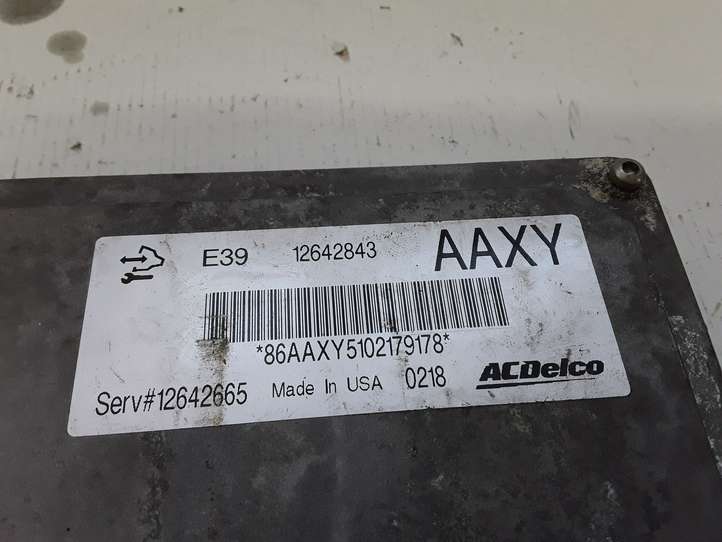 E39 12642843 AAXY
*86AAXY5102179178*
Serv#12642665 Made In USA 0218 ACDelco